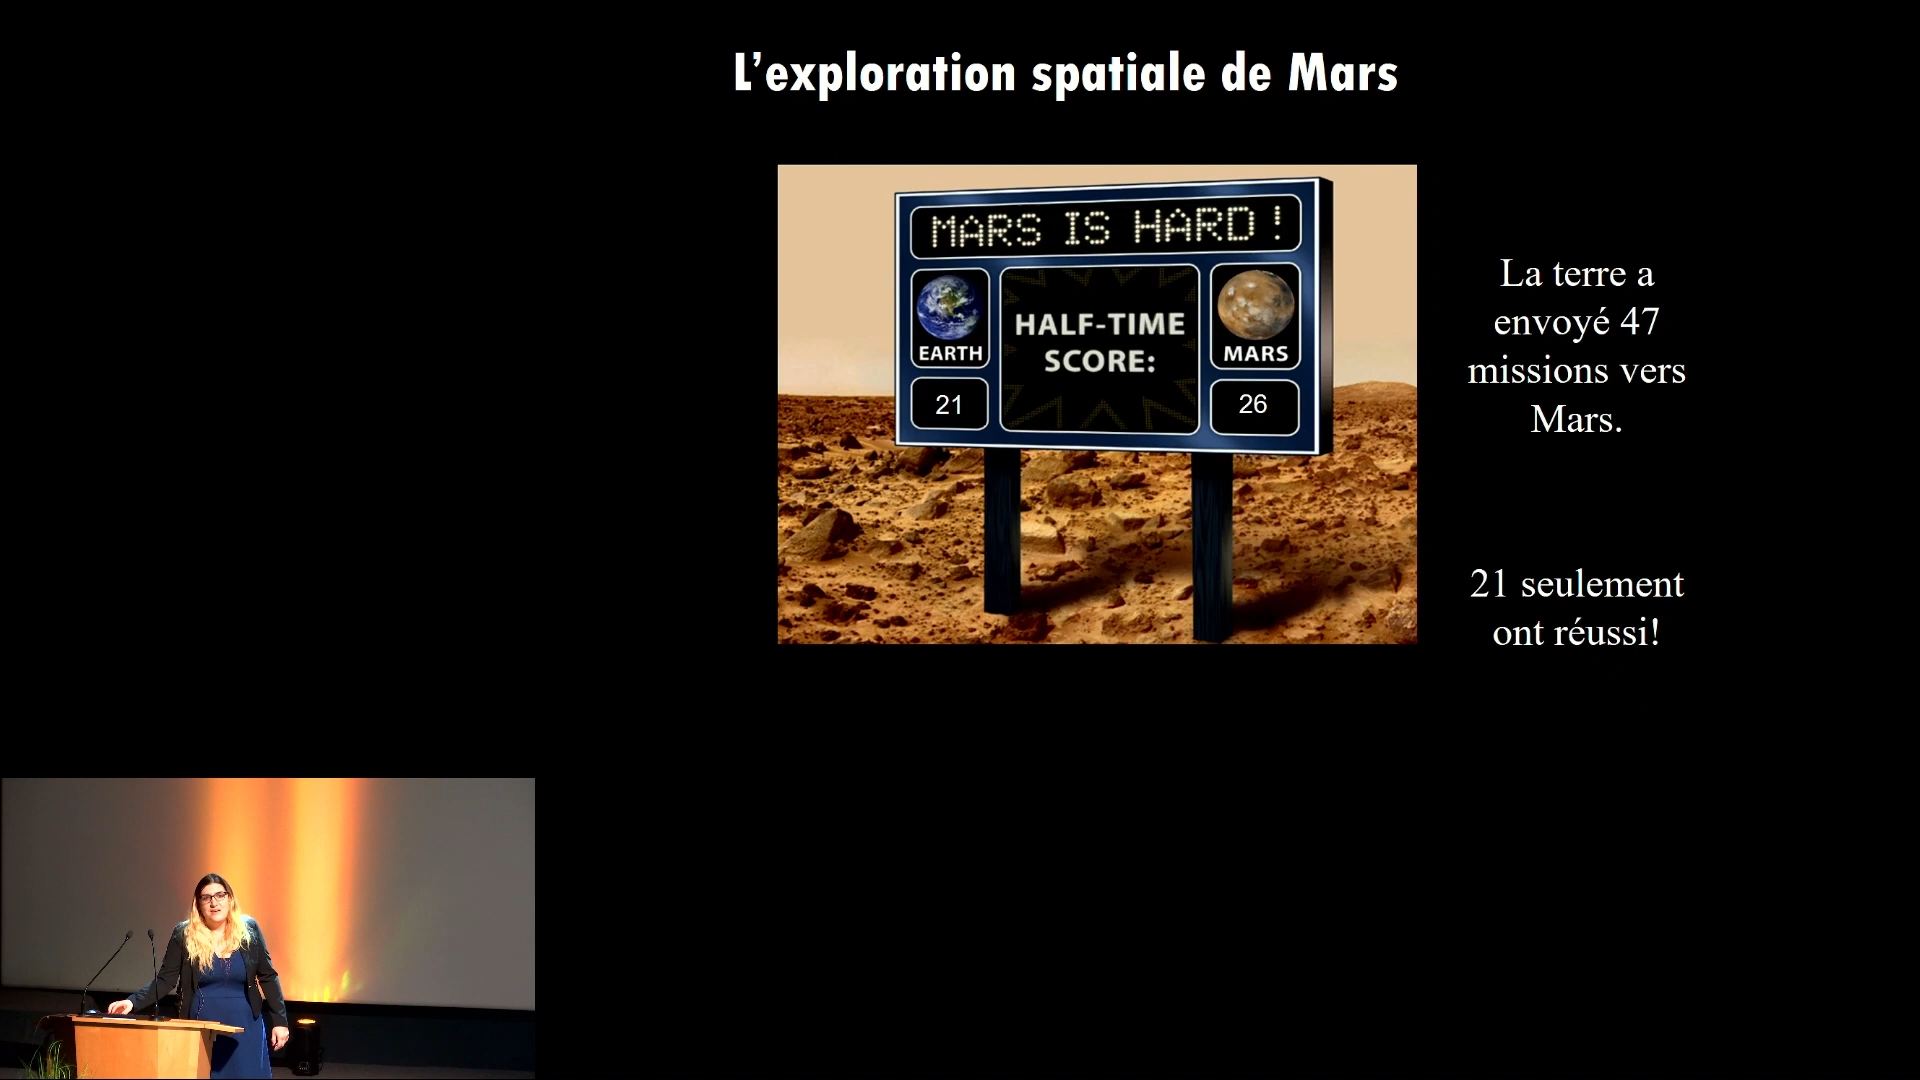 L’exploration spatiale de Mars
MARS IS HARD!
EARTH
HALF-TIME
SCORE:
MARS
21
26
La terre a
envoyé 47
missions vers
Mars.
21 seulement
ont réussi!